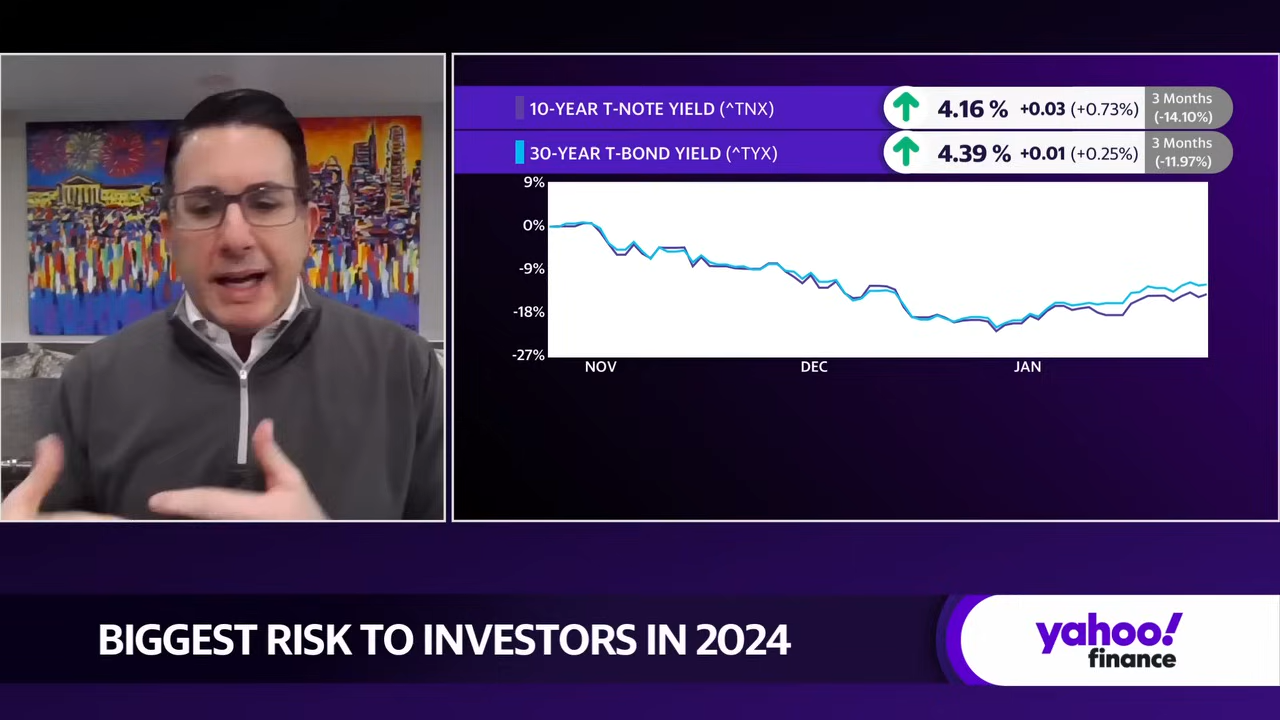 10-YEAR T-NOTE YIELD (^TNX) 4.16 % +0.03 (+0.73%) 3 Months (-14.10%)
30-YEAR T-BOND YIELD (^TYX) 4.39 % +0.01 (+0.25%) 3 Months (-11.97%)
9%
0%
-9%
-18%
-27%
NOV DEC JAN
BIGGEST RISK TO INVESTORS IN 2024
yahoo!
finance